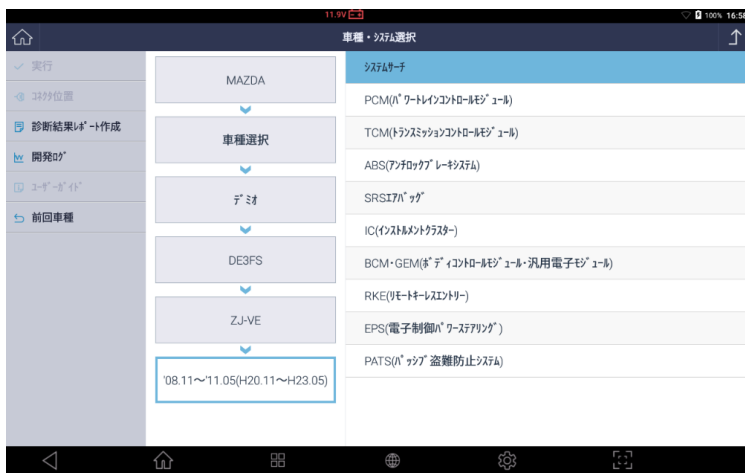 11.9V
100% 16:58
車種・ｼｽﾃﾑ選択
実行
ｺﾈｸﾀ位置
診断結果ﾚﾎﾟｰﾄ作成
開発ﾛｸﾞ
ﾕｰｻﾞｰｶﾞｲﾄﾞ
前回車種
MAZDA
車種選択
ﾃﾞﾐｵ
DE3FS
ZJ-VE
'08.11～'11.05(H20.11～H23.05)
ｼｽﾃﾑｻｰﾁ
PCM(ﾊﾟﾜｰﾄﾚｲﾝｺﾝﾄﾛｰﾙﾓｼﾞｭｰﾙ)
TCM(ﾄﾗﾝｽﾐｯｼｮﾝｺﾝﾄﾛｰﾙﾓｼﾞｭｰﾙ)
ABS(ｱﾝﾁﾛｯｸﾌﾞﾚｰｷｼｽﾃﾑ)
SRSｴｱﾊﾞｯｸﾞ
IC(ｲﾝｽﾄﾙﾒﾝﾄｸﾗｽﾀｰ)
BCM･GEM(ﾎﾞﾃﾞｨｺﾝﾄﾛｰﾙﾓｼﾞｭｰﾙ･汎用電子ﾓｼﾞｭｰﾙ)
RKE(ﾘﾓｰﾄｷｰﾚｽｴﾝﾄﾘｰ)
EPS(電子制御ﾊﾟﾜｰｽﾃｱﾘﾝｸﾞ)
PATS(ﾊﾟｯｼﾌﾞ盗難防止ｼｽﾃﾑ)